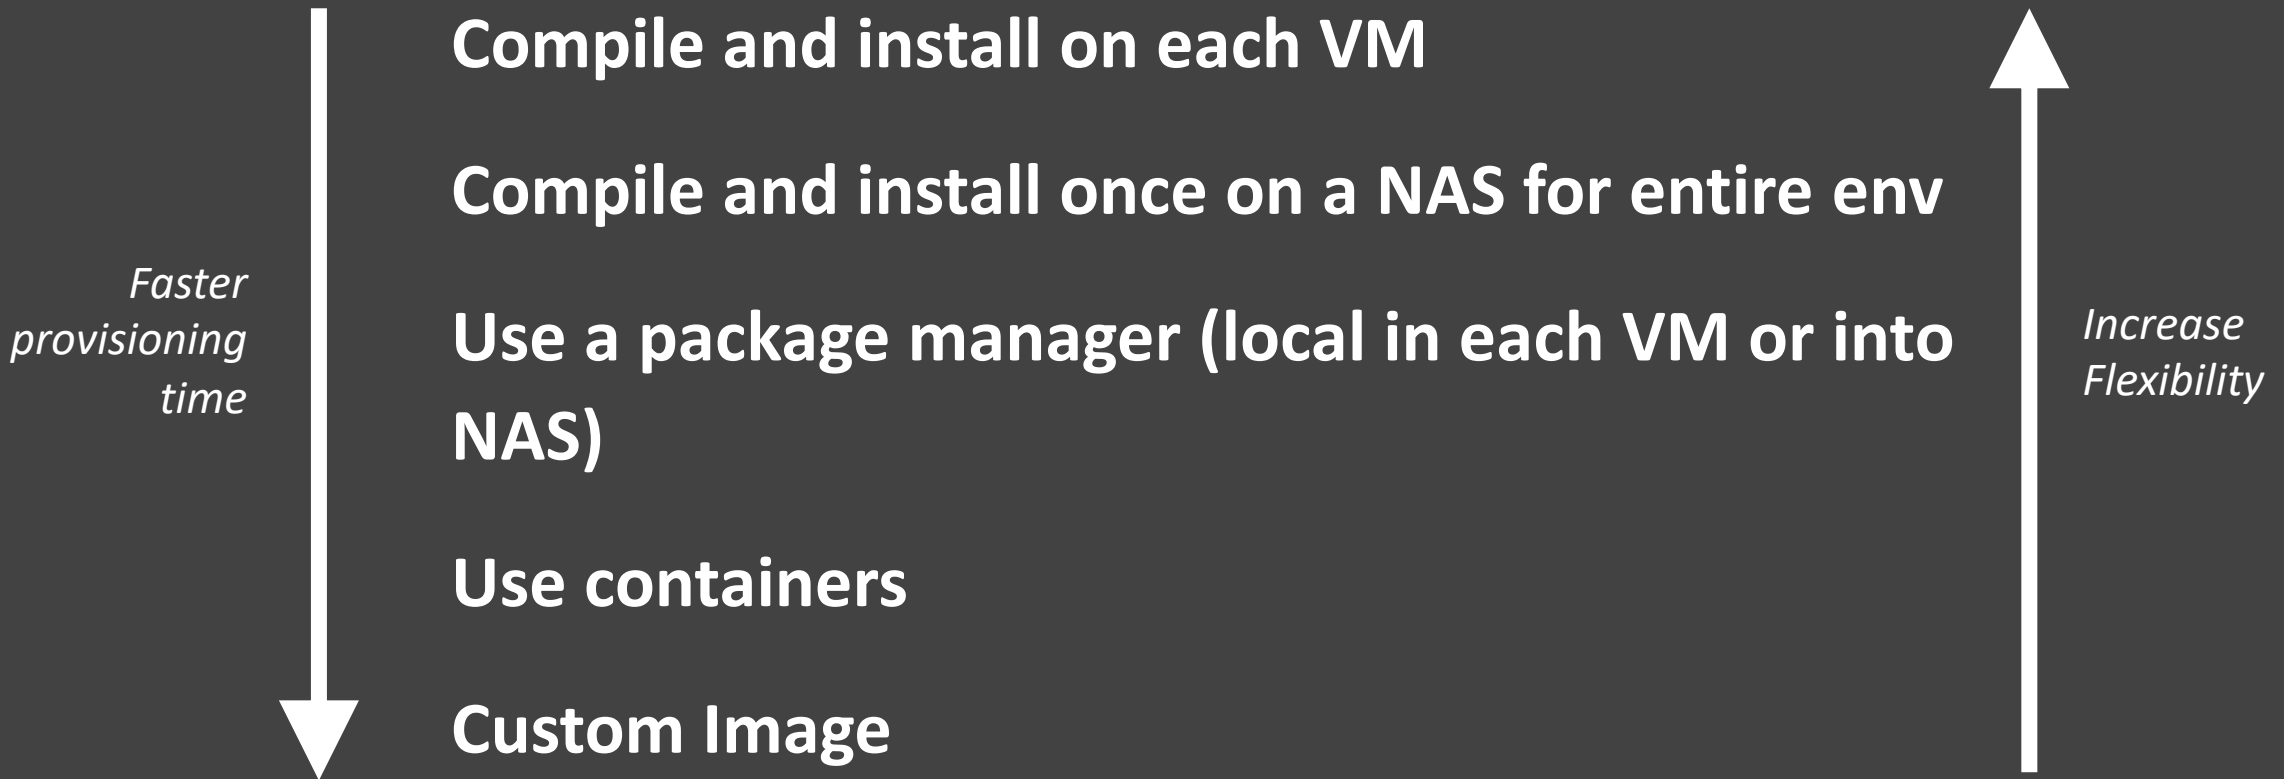 Compile and install on each VM
Compile and install once on a NAS for entire env
Faster
provisioning
time
Use a package manager (local in each VM or into
NAS)
Increase
Flexibility
Use containers
Custom Image